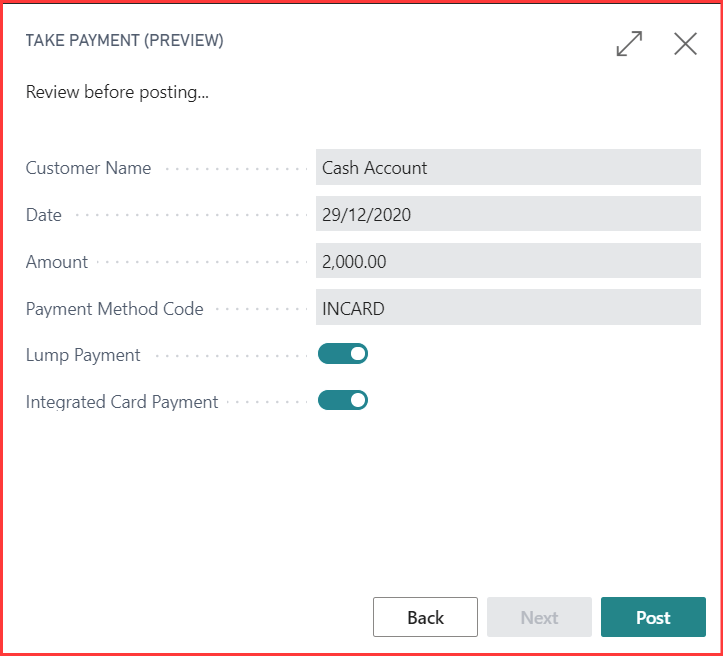 TAKE PAYMENT (PREVIEW)
Review before posting...
Customer Name Cash Account
Date 29/12/2020
Amount 2,000.00
Payment Method Code INCARD
Lump Payment
Integrated Card Payment
Back Next Post